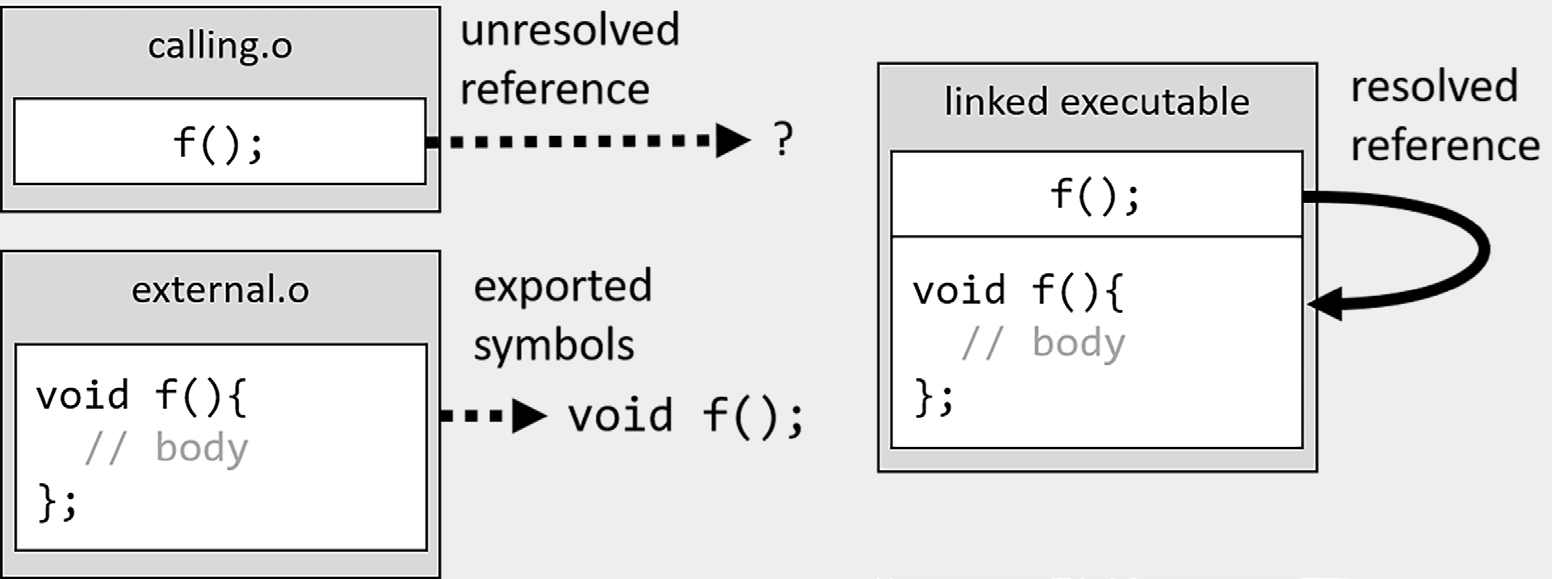 calling.o
f();
unresolved
reference
?
external.o
void f(){
// body
};
exported
symbols
void f();
linked executable
f();
void f(){
// body
};
resolved
reference